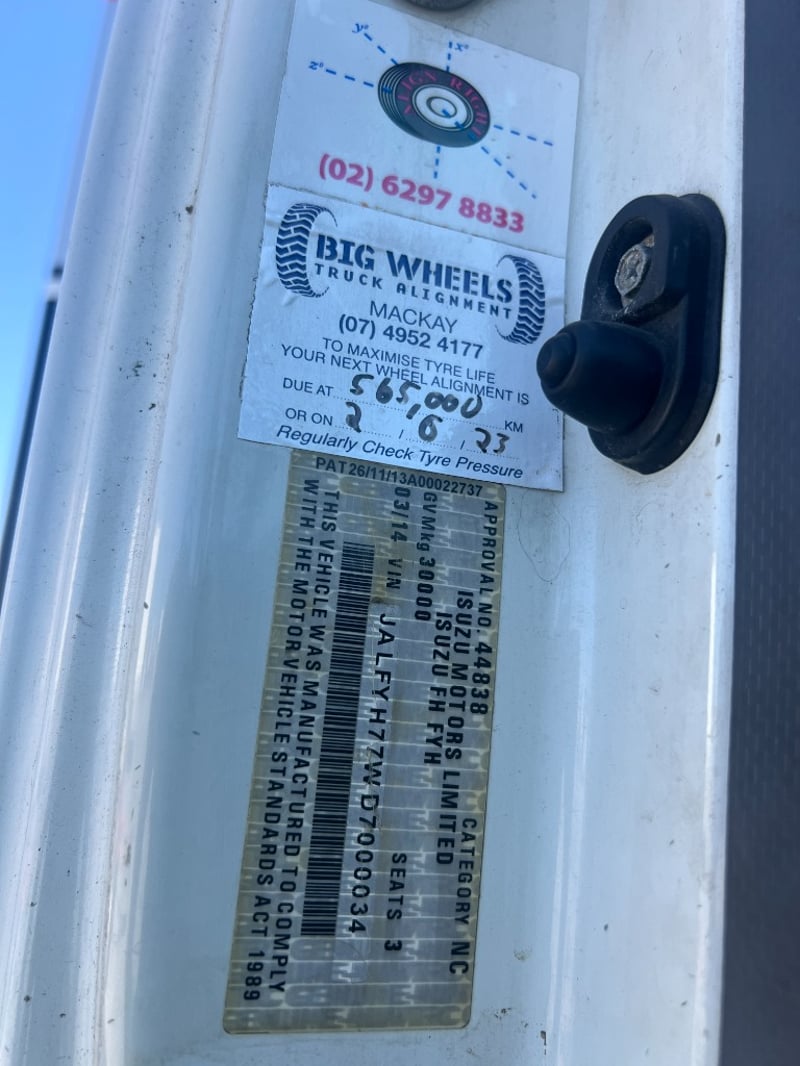 y°
x°
z°
ALIGN RIGHT
(02) 6297 8833
BIG WHEELS
TRUCK ALIGNMENT
MACKAY
(07) 4952 4177
TO MAXIMISE TYRE LIFE
YOUR NEXT WHEEL ALIGNMENT IS
DUE AT 565,000 KM
OR ON 2 / 6 / 23
Regularly Check Tyre Pressure
PAT 26/11/13A00022737
APPROVAL NO. 44838 CATEGORY NC
ISUZU MOTORS LIMITED
ISUZU FH FYH
GVMkg 30000 SEATS 3
03/14 VIN JALFYH77WD7000034
THIS VEHICLE WAS MANUFACTURED TO COMPLY
WITH THE MOTOR VEHICLE STANDARDS ACT 1989